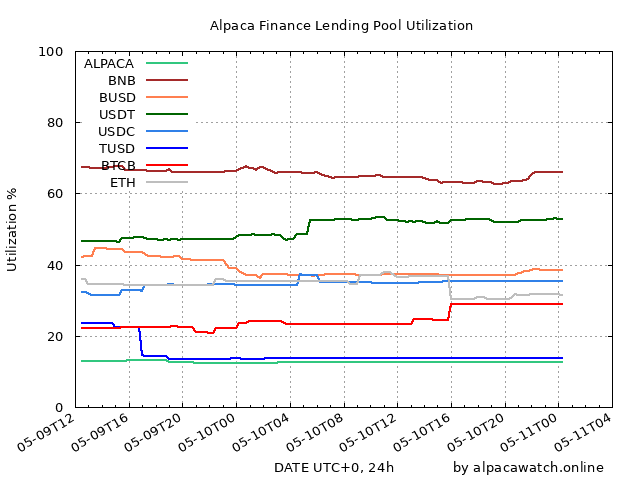 Alpaca Finance Lending Pool Utilization
100
80
60
40
20
0
Utilization %
ALPACA
BNB
BUSD
USDT
USDC
TUSD
BTCB
ETH
05-09T12
05-09T16
05-09T20
05-10T00
05-10T04
05-10T08
05-10T12
05-10T16
05-10T20
05-11T00
05-11T04
DATE UTC+0, 24h
by alpacawatch.online